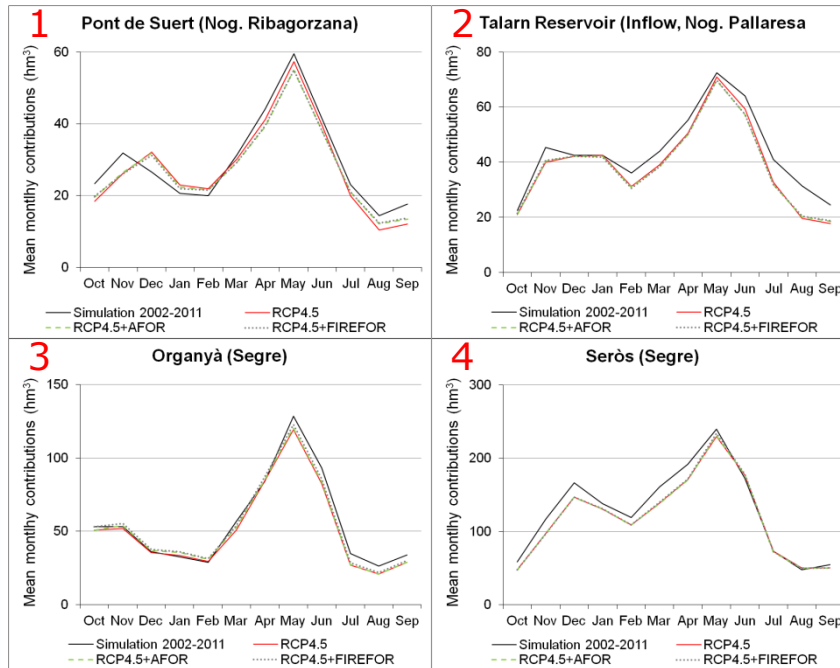 1
Pont de Suert (Nog. Ribagorzana)
Mean montlhy contributions (hm³)
60
40
20
0
Oct Nov Dec Jan Feb Mar Apr May Jun Jul Aug Sep
Simulation 2002-2011 RCP4.5
RCP4.5+AFOR RCP4.5+FIREFOR
2
Talarn Reservoir (Inflow, Nog. Pallaresa
Mean montlhy contributions (hm³)
80
60
40
20
0
Oct Nov Dec Jan Feb Mar Apr May Jun Jul Aug Sep
Simulation 2002-2011 RCP4.5
RCP4.5+AFOR RCP4.5+FIREFOR
3
Organyà (Segre)
Mean montlhy contributions (hm³)
150
100
50
0
Oct Nov Dec Jan Feb Mar Apr May Jun Jul Aug Sep
Simulation 2002-2011 RCP4.5
RCP4.5+AFOR RCP4.5+FIREFOR
4
Seròs (Segre)
Mean montlhy contributions (hm³)
300
200
100
0
Oct Nov Dec Jan Feb Mar Apr May Jun Jul Aug Sep
Simulation 2002-2011 RCP4.5
RCP4.5+AFOR RCP4.5+FIREFOR